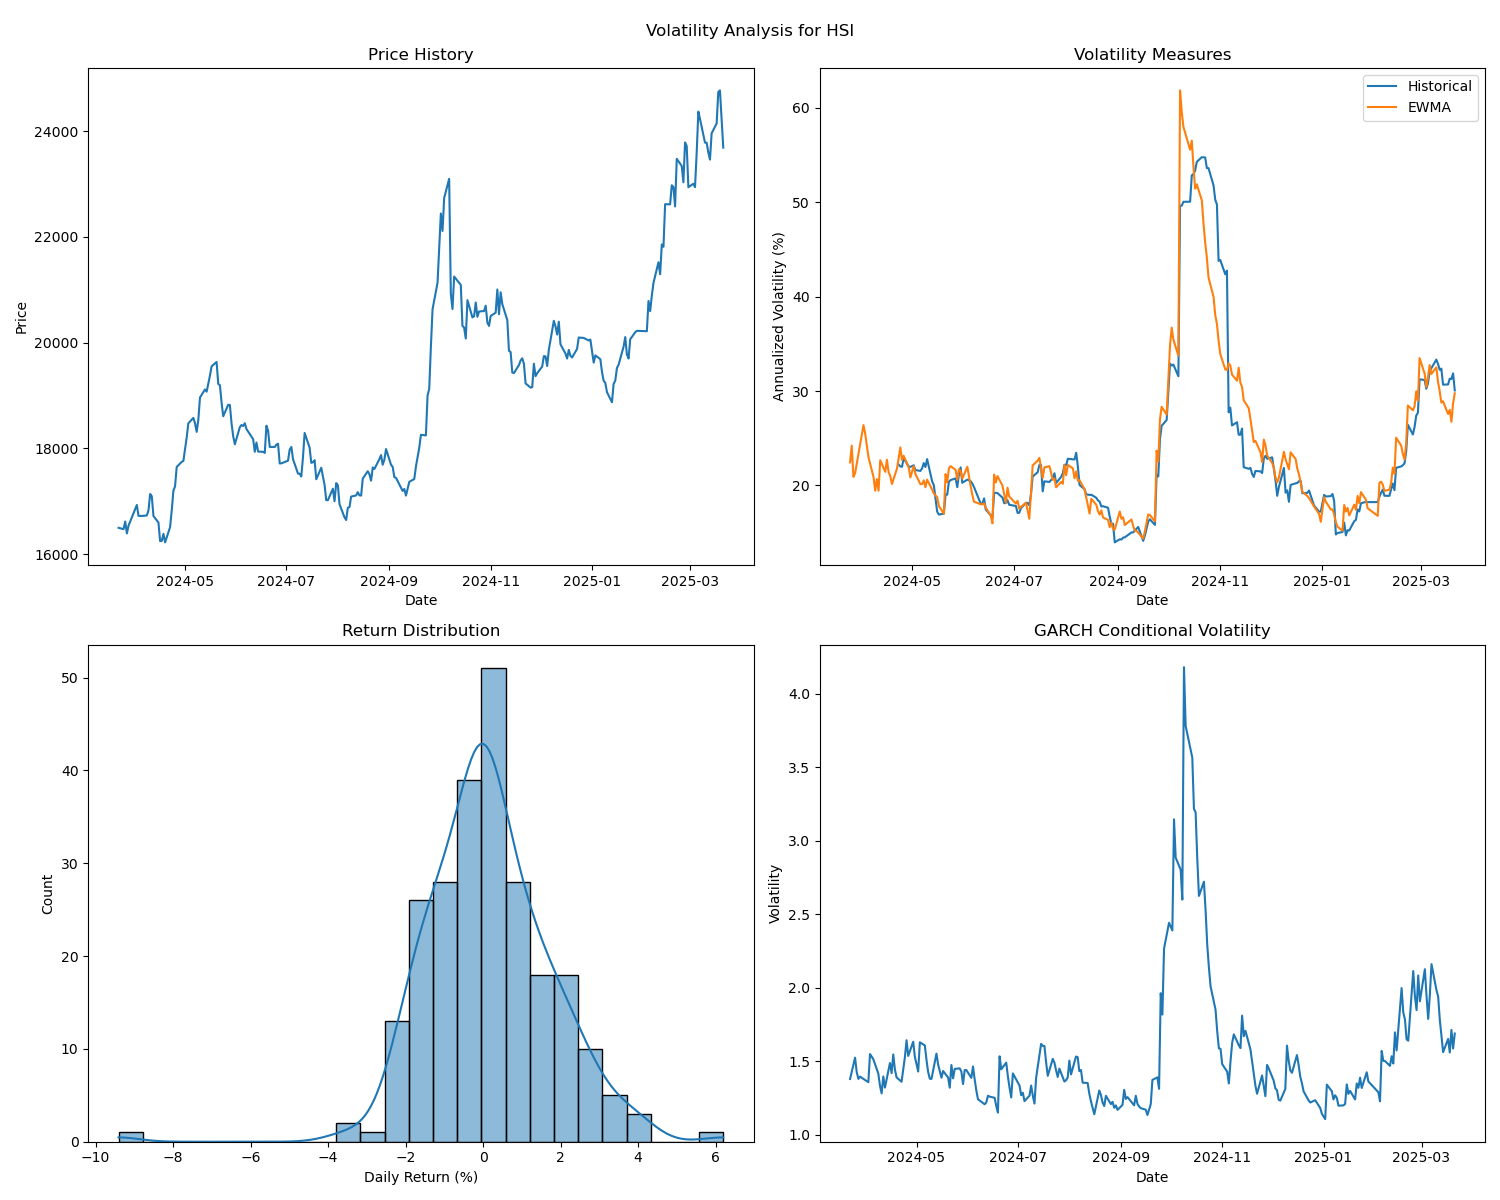 Volatility Analysis for HSI
Price History
Price
24000
22000
20000
18000
16000
2024-05 2024-07 2024-09 2024-11 2025-01 2025-03
Date
Volatility Measures
Historical
EWMA
Annualized Volatility (%)
60
50
40
30
20
2024-05 2024-07 2024-09 2024-11 2025-01 2025-03
Date
Return Distribution
Count
50
40
30
20
10
0
−10 −8 −6 −4 −2 0 2 4 6
Daily Return (%)
GARCH Conditional Volatility
Volatility
4.0
3.5
3.0
2.5
2.0
1.5
1.0
2024-05 2024-07 2024-09 2024-11 2025-01 2025-03
Date